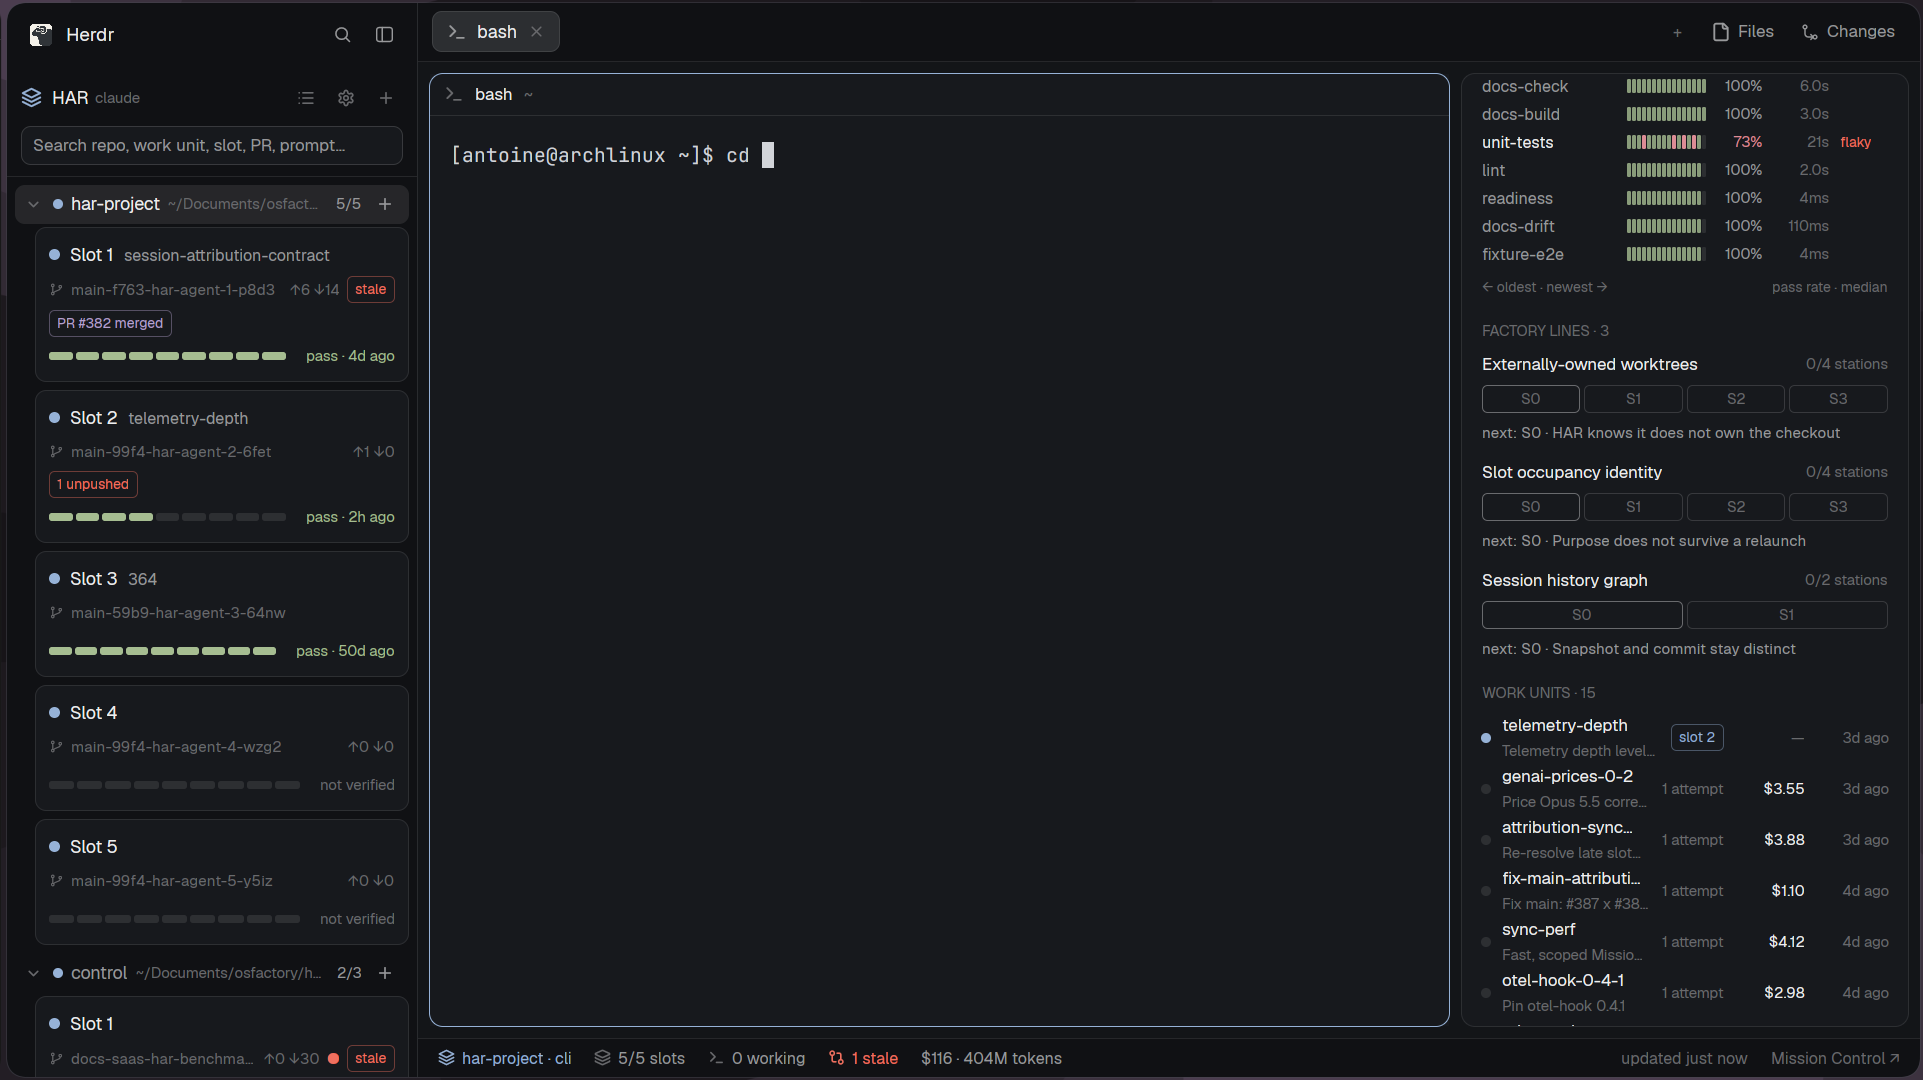 Herdr
HAR claude
Search repo, work unit, slot, PR, prompt...
har-project ~/Documents/osfact... 5/5 +
Slot 1 session-attribution-contract
main-f763-har-agent-1-p8d3 ↑6 ↓14 stale
PR #382 merged
pass · 4d ago
Slot 2 telemetry-depth
main-99f4-har-agent-2-6fet ↑1 ↓0
1 unpushed
pass · 2h ago
Slot 3 364
main-59b9-har-agent-3-64nw
pass · 50d ago
Slot 4
main-99f4-har-agent-4-wzg2 ↑0 ↓0
not verified
Slot 5
main-99f4-har-agent-5-y5iz ↑0 ↓0
not verified
control ~/Documents/osfactory/h... 2/3 +
Slot 1
docs-saas-har-benchma... ↑0 ↓30 stale
bash
+ Files Changes
bash ~
[antoine@archlinux ~]$ cd
docs-check 100% 6.0s
docs-build 100% 3.0s
unit-tests 73% 21s flaky
lint 100% 2.0s
readiness 100% 4ms
docs-drift 100% 110ms
fixture-e2e 100% 4ms
← oldest · newest → pass rate · median
FACTORY LINES · 3
Externally-owned worktrees 0/4 stations
S0 S1 S2 S3
next: S0 · HAR knows it does not own the checkout
Slot occupancy identity 0/4 stations
S0 S1 S2 S3
next: S0 · Purpose does not survive a relaunch
Session history graph 0/2 stations
S0 S1
next: S0 · Snapshot and commit stay distinct
WORK UNITS · 15
telemetry-depth
Telemetry depth level... slot 2 — 3d ago
genai-prices-0-2
Price Opus 5.5 corre... 1 attempt $3.55 3d ago
attribution-sync...
Re-resolve late slot... 1 attempt $3.88 3d ago
fix-main-attributi...
Fix main: #387 x #38... 1 attempt $1.10 4d ago
sync-perf
Fast, scoped Missio... 1 attempt $4.12 4d ago
otel-hook-0-4-1
Pin otel-hook 0.4.1 1 attempt $2.98 4d ago
har-project · cli 5/5 slots 0 working 1 stale $116 · 404M tokens updated just now Mission Control ↗